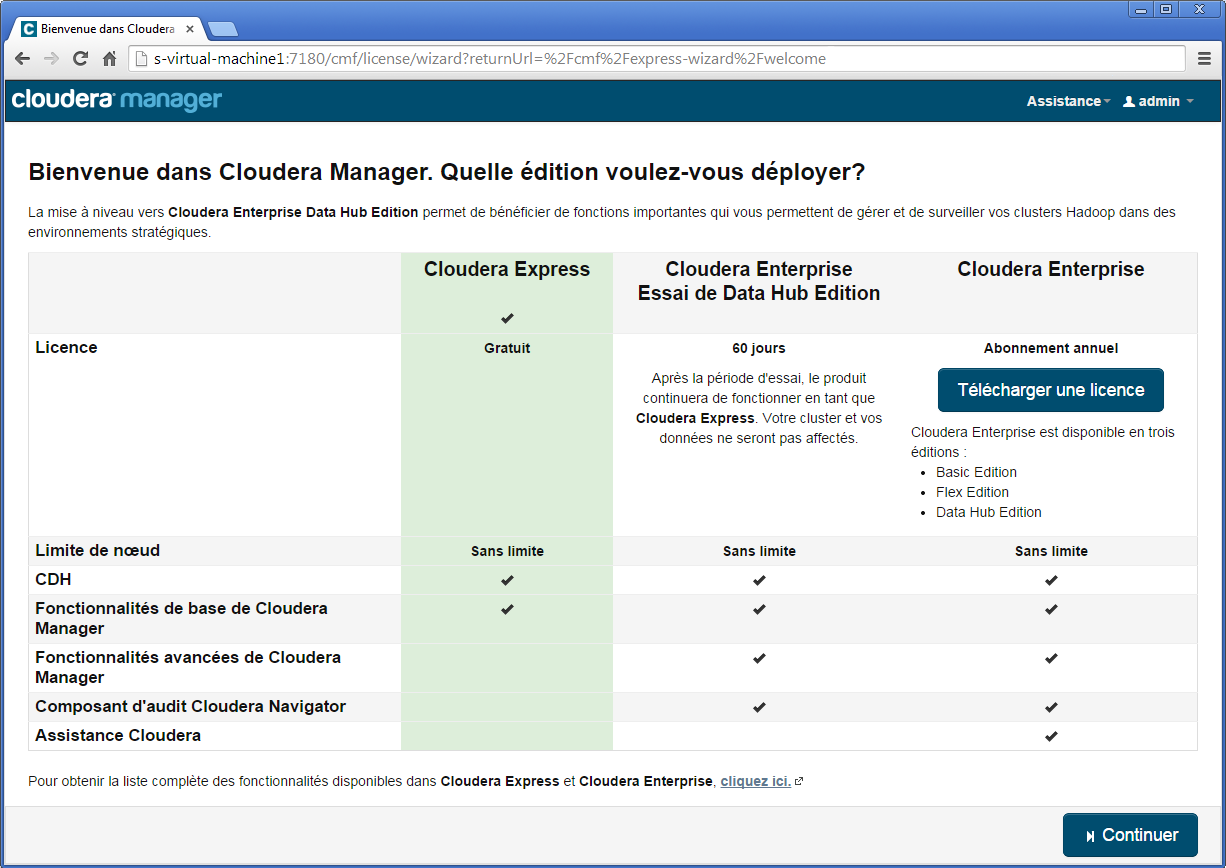 Bienvenue dans Cloudera
s-virtual-machine1:7180/cmf/license/wizard?returnUrl=%2Fcmf%2Fexpress-wizard%2Fwelcome
cloudera manager
Assistance
admin
Bienvenue dans Cloudera Manager. Quelle édition voulez-vous déployer?
La mise à niveau vers Cloudera Enterprise Data Hub Edition permet de bénéficier de fonctions importantes qui vous permettent de gérer et de surveiller vos clusters Hadoop dans des
environnements stratégiques.
Cloudera Express
Cloudera Enterprise
Essai de Data Hub Edition
Cloudera Enterprise
Licence
Gratuit
60 jours
Après la période d'essai, le produit
continuera de fonctionner en tant que
Cloudera Express. Votre cluster et vos
données ne seront pas affectés.
Abonnement annuel
Télécharger une licence
Cloudera Enterprise est disponible en trois
éditions :
• Basic Edition
• Flex Edition
• Data Hub Edition
Limite de nœud
Sans limite
Sans limite
Sans limite
CDH
Fonctionnalités de base de Cloudera
Manager
Fonctionnalités avancées de Cloudera
Manager
Composant d'audit Cloudera Navigator
Assistance Cloudera
Pour obtenir la liste complète des fonctionnalités disponibles dans Cloudera Express et Cloudera Enterprise, cliquez ici.
Continuer